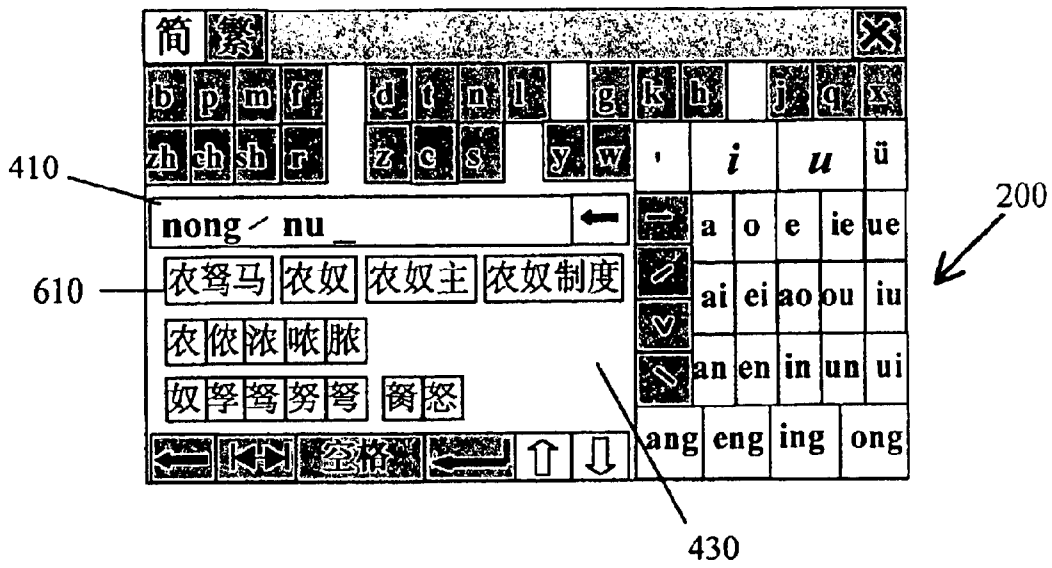 简 繁
b p m f d t n l g k h j q x
zh ch sh r z c s y w ' i u ü
410
200
nong ˊ nu_
a o e ie ue
610
农驽马 农奴 农奴主 农奴制度
ai ei ao ou iu
农 侬 浓 哝 脓
an en in un ui
奴 孥 驽 努 弩 胬 怒
空格
ang eng ing ong
430